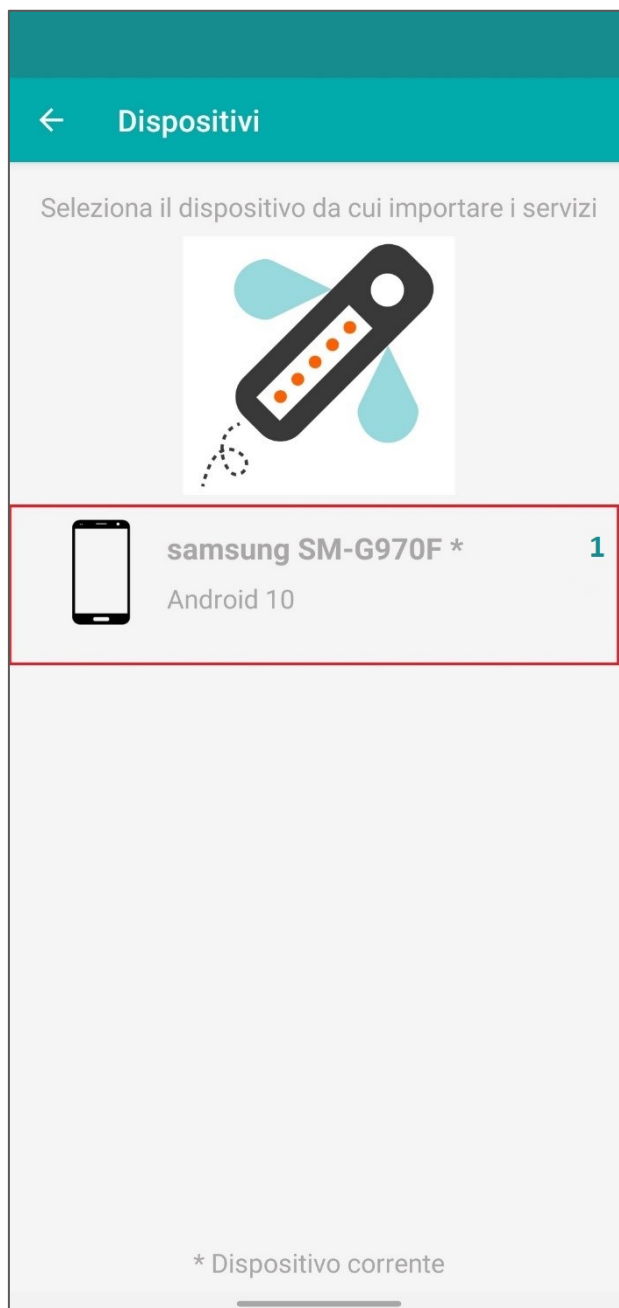 Dispositivi
Seleziona il dispositivo da cui importare i servizi
samsung SM-G970F * 1
Android 10
* Dispositivo corrente